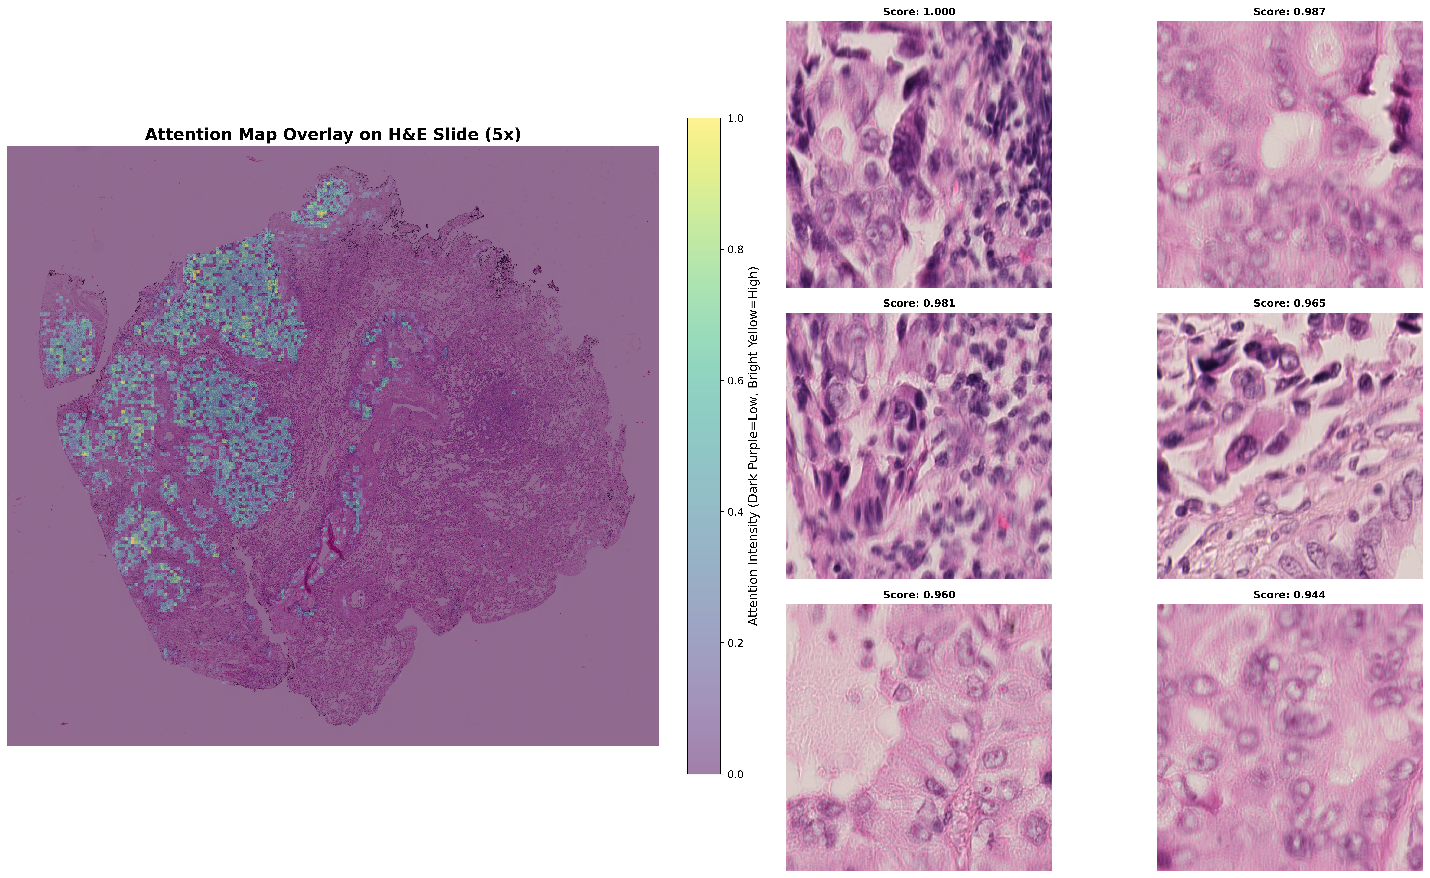 Attention Map Overlay on H&E Slide (5x)
1.0
0.8
0.6
0.4
0.2
0.0
Attention Intensity (Dark Purple=Low, Bright Yellow=High)
Score: 1.000
Score: 0.987
Score: 0.981
Score: 0.965
Score: 0.960
Score: 0.944